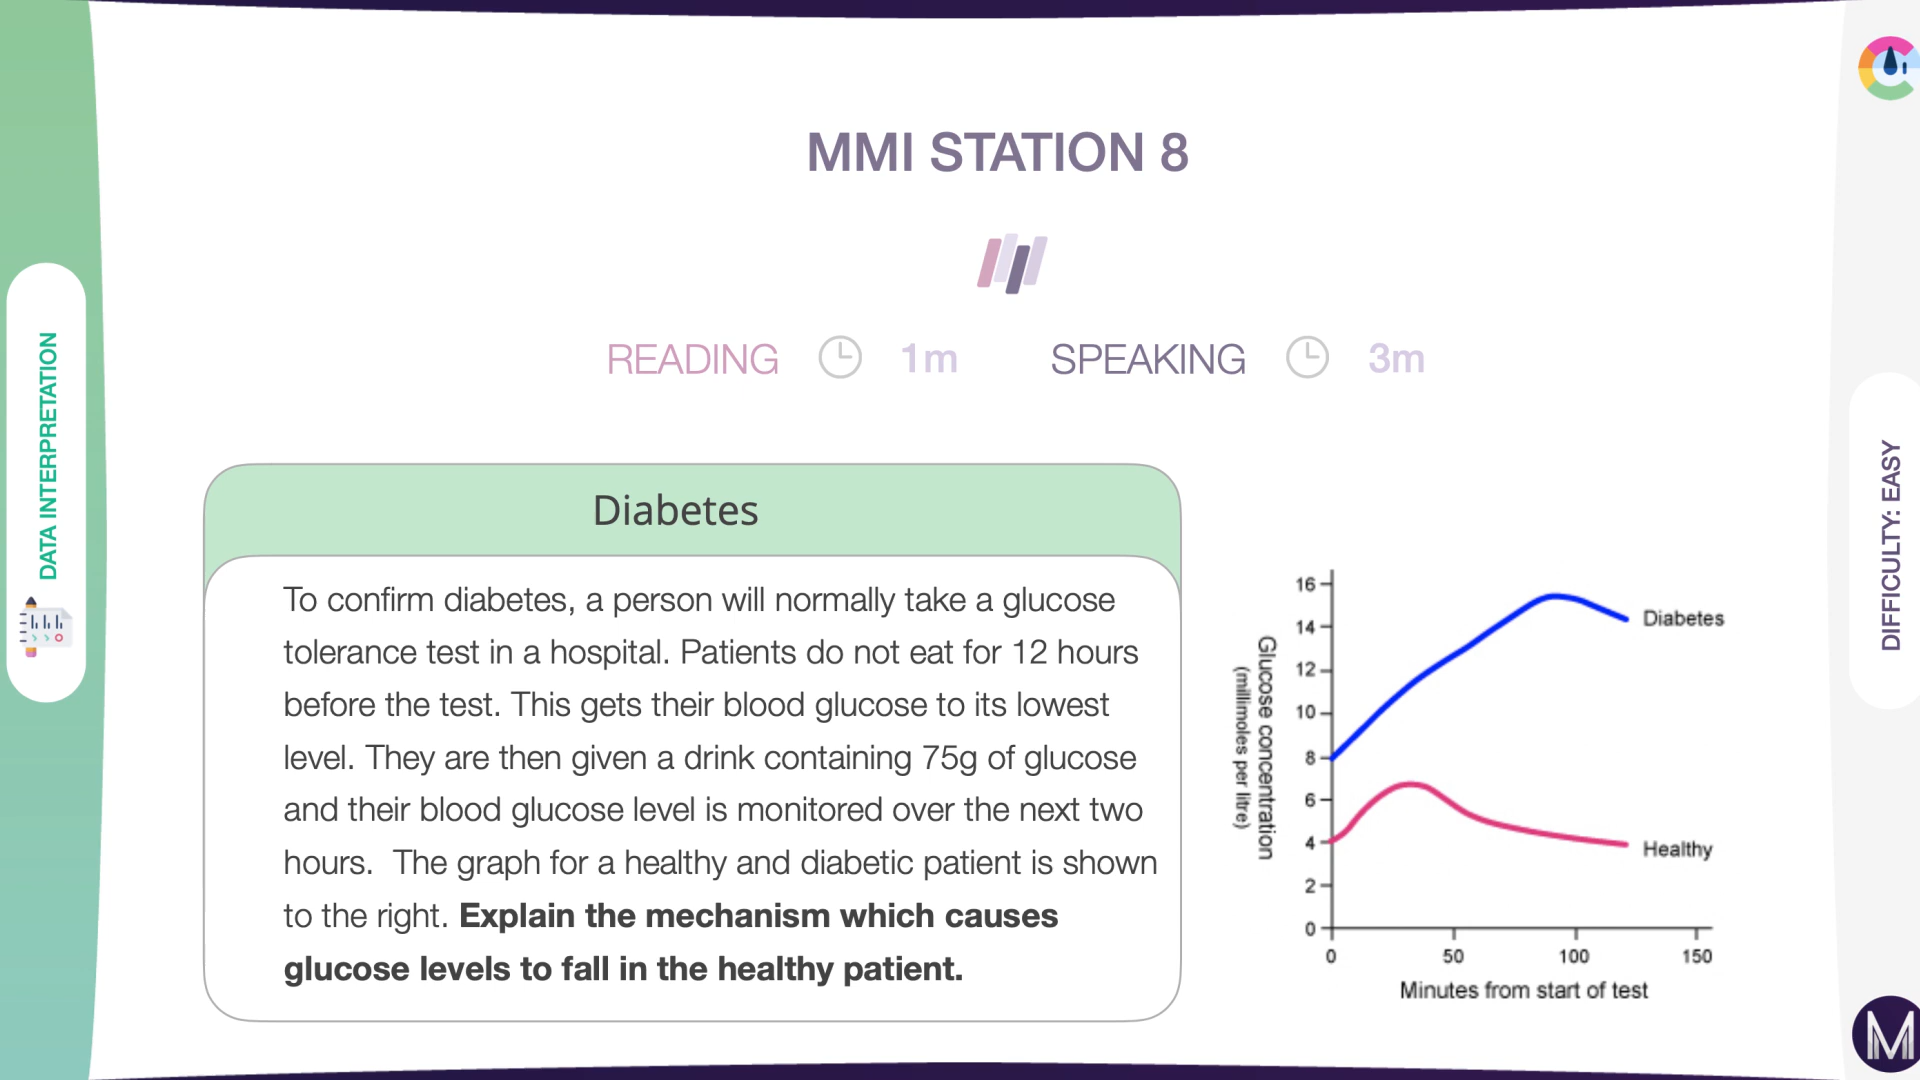 MMI STATION 8
READING 1m SPEAKING 3m
DATA INTERPRETATION
DIFFICULTY: EASY
Diabetes
To confirm diabetes, a person will normally take a glucose
tolerance test in a hospital. Patients do not eat for 12 hours
before the test. This gets their blood glucose to its lowest
level. They are then given a drink containing 75g of glucose
and their blood glucose level is monitored over the next two
hours.  The graph for a healthy and diabetic patient is shown
to the right. Explain the mechanism which causes
glucose levels to fall in the healthy patient.
Glucose concentration
(millimoles per litre)
16
14
12
10
8
6
4
2
0
Diabetes
Healthy
0 50 100 150
Minutes from start of test
M